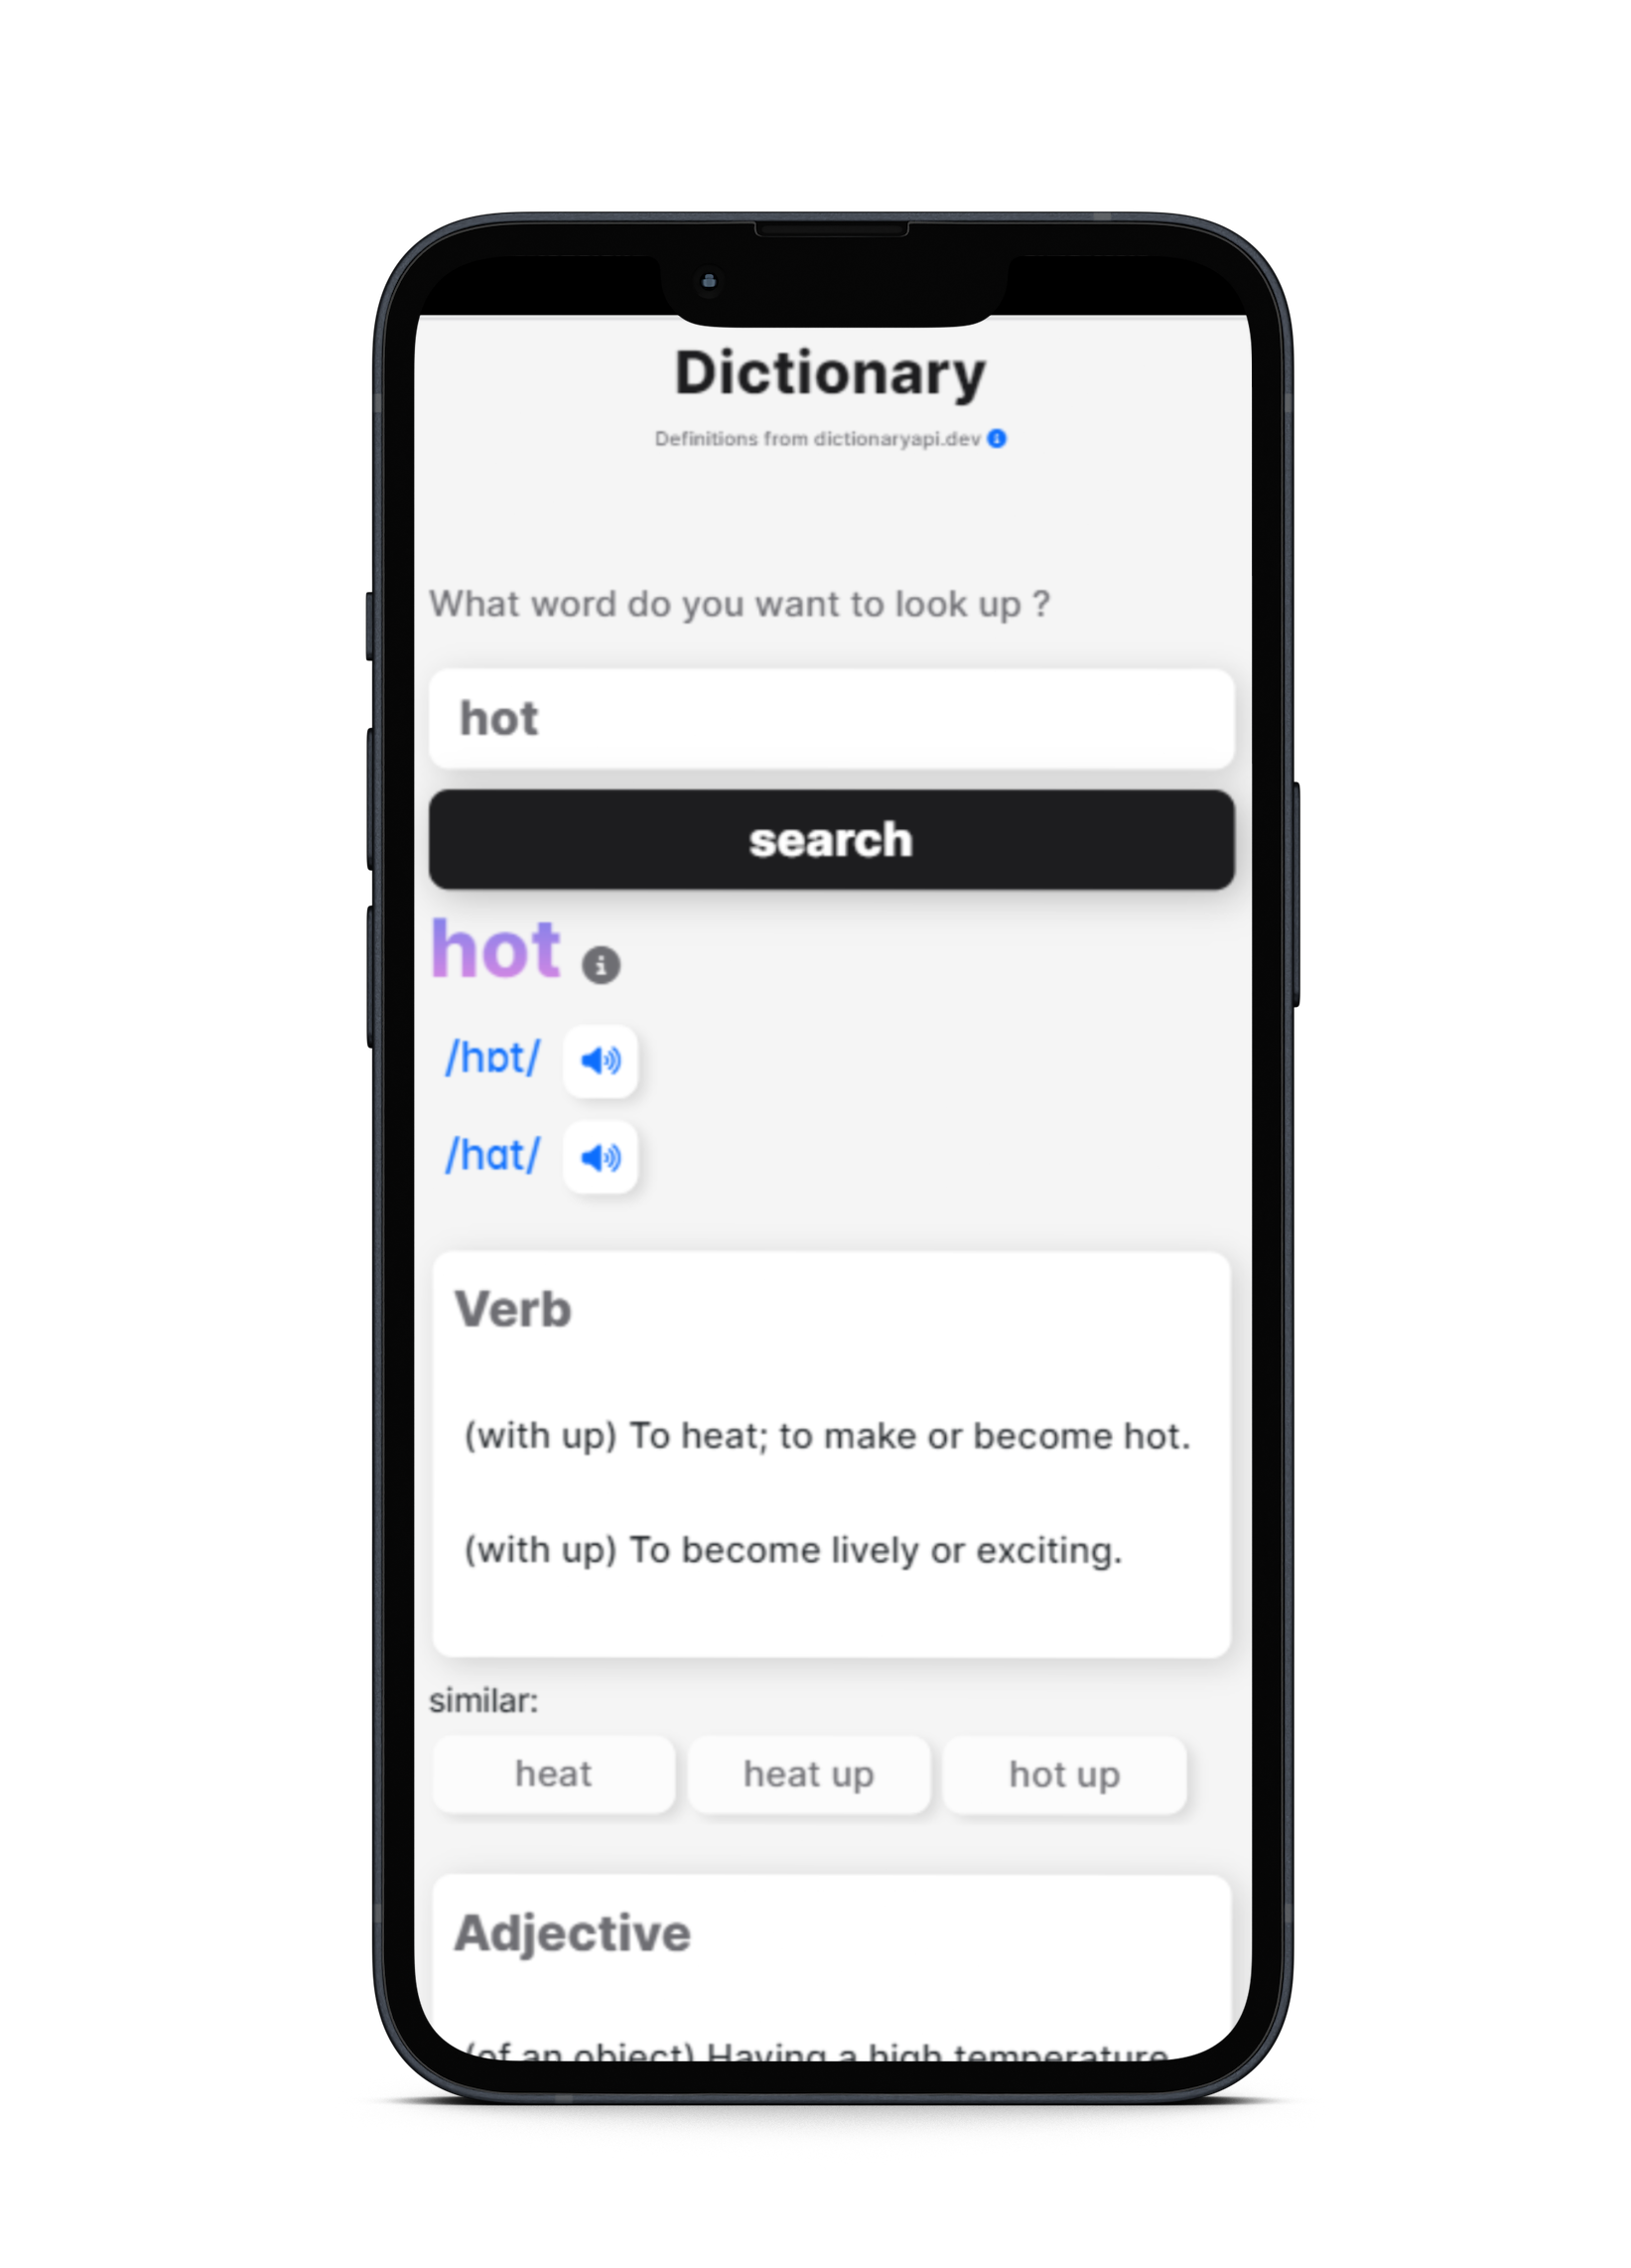 Dictionary
Definitions from dictionaryapi.dev
What word do you want to look up ?
hot
search
hot
/hɒt/
/hɑt/
Verb
(with up) To heat; to make or become hot.
(with up) To become lively or exciting.
similar:
heat
heat up
hot up
Adjective
(of an object) Having a high temperature